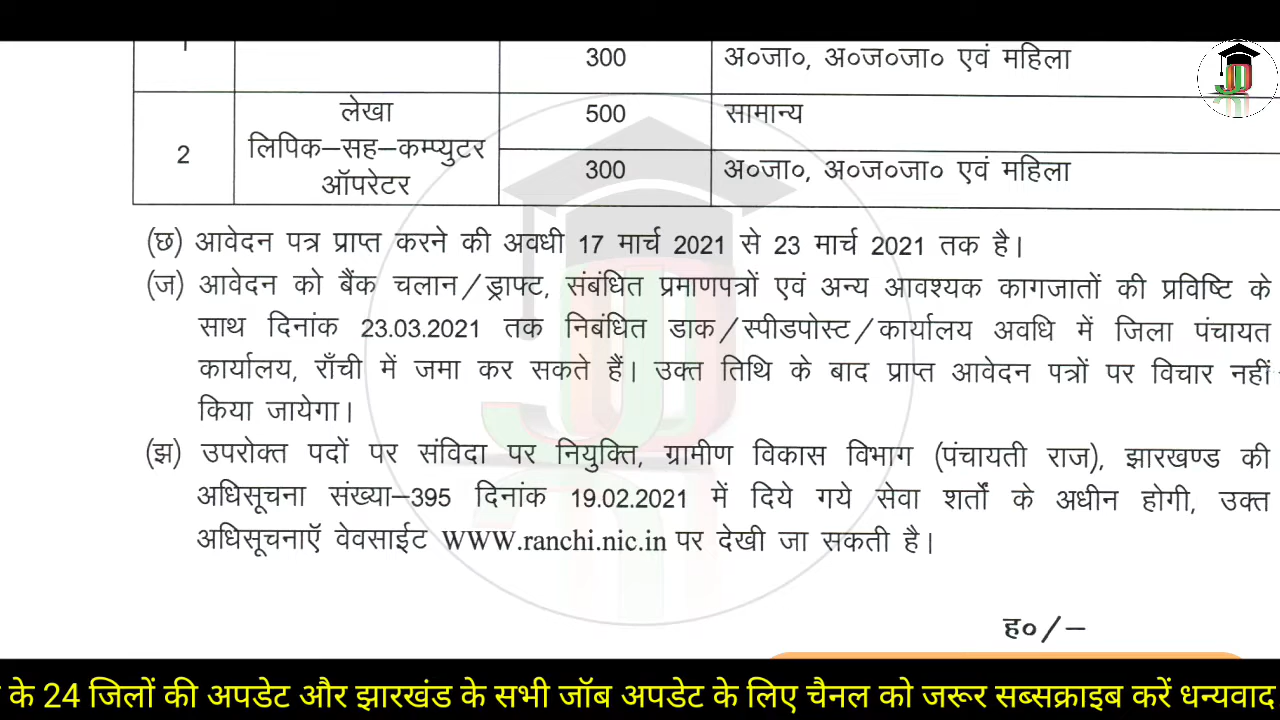 1
300 अ०जा०, अ०ज०जा० एवं महिला
लेखा
500 सामान्य
2 लिपिक–सह–कम्प्युटर
300 अ०जा०, अ०ज०जा० एवं महिला
ऑपरेटर
(छ) आवेदन पत्र प्राप्त करने की अवधी 17 मार्च 2021 से 23 मार्च 2021 तक है।
(ज) आवेदन को बैंक चलान/ड्राफ्ट, संबंधित प्रमाणपत्रों एवं अन्य आवश्यक कागजातों की प्रविष्टि के
साथ दिनांक 23.03.2021 तक निबंधित डाक/स्पीडपोस्ट/कार्यालय अवधि में जिला पंचायत
कार्यालय, राँची में जमा कर सकते हैं। उक्त तिथि के बाद प्राप्त आवेदन पत्रों पर विचार नहीं
किया जायेगा।
(झ) उपरोक्त पदों पर संविदा पर नियुक्ति, ग्रामीण विकास विभाग (पंचायती राज), झारखण्ड की
अधिसूचना संख्या–395 दिनांक 19.02.2021 में दिये गये सेवा शर्तों के अधीन होगी, उक्त
अधिसूचनाऍ वेवसाईट WWW.ranchi.nic.in पर देखी जा सकती है।
ह०/–
के 24 जिलों की अपडेट और झारखंड के सभी जॉब अपडेट के लिए चैनल को जरूर सब्सक्राइब करें धन्यवाद